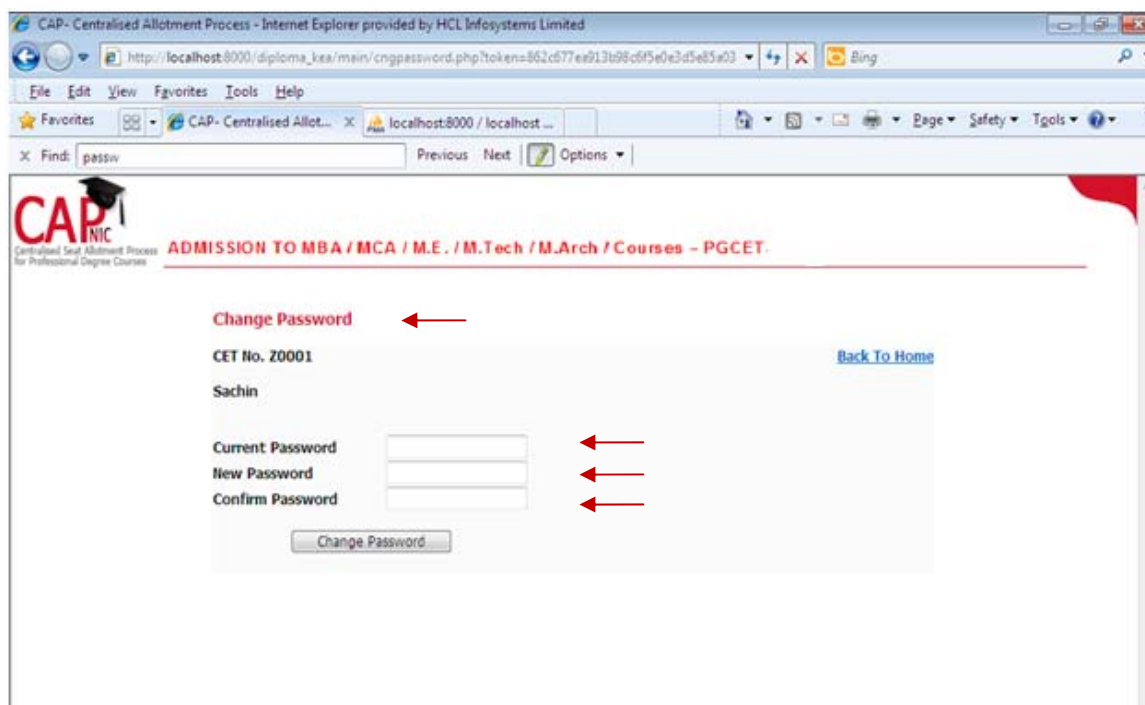 CAP- Centralised Allotment Process - Internet Explorer provided by HCL Infosystems Limited
http://localhost:8000/diploma_kea/main/cngpassword.php?token=862c677ea913b98c6f5e0e3d5e85a03 Bing
File Edit View Favorites Tools Help
Favorites CAP- Centralised Allot... X localhost:8000 / localhost ... Page Safety Tools
X Find: passw Previous Next Options
CAP NIC
Centralised Seat Allotment Process
for Professional Degree Courses
ADMISSION TO MBA / MCA / M.E. / M.Tech / M.Arch / Courses – PGCET
Change Password
CET No. Z0001 Back To Home
Sachin
Current Password
New Password
Confirm Password
Change Password